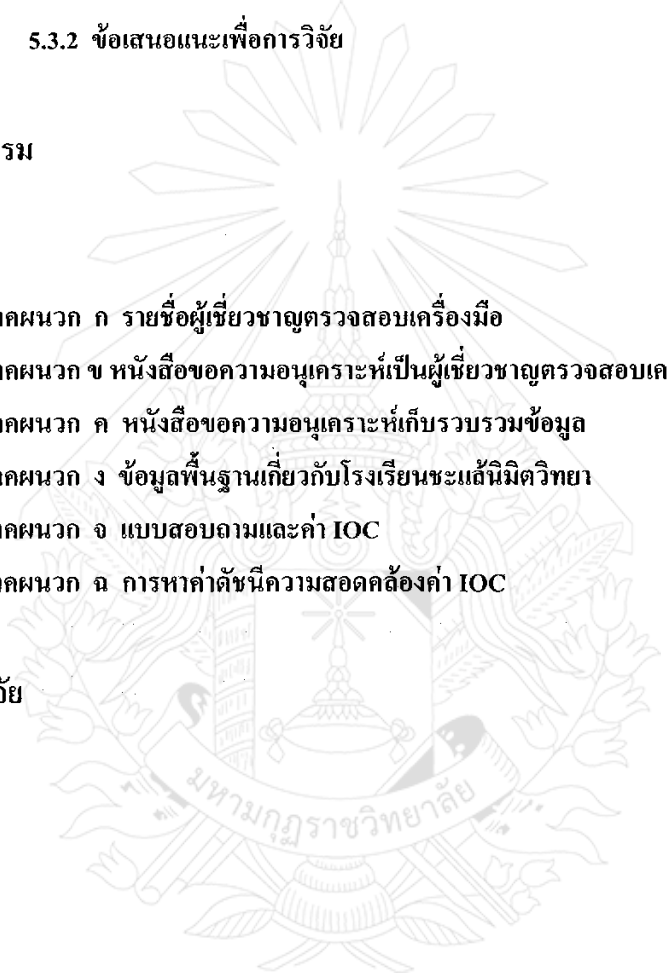 5.3.2 ข้อเสนอแนะเพื่อการวิจัย
รม
คผนวก ก รายชื่อผู้เชี่ยวชาญตรวจสอบเครื่องมือ
คผนวก ข หนังสือขอความอนุเคราะห์เป็นผู้เชี่ยวชาญตรวจสอบเค
คผนวก ค หนังสือขอความอนุเคราะห์เก็บรวบรวมข้อมูล
คผนวก ง ข้อมูลพื้นฐานเกี่ยวกับโรงเรียนชะแล้นิมิตวิทยา
คผนวก จ แบบสอบถามและค่า IOC
คผนวก ฉ การหาค่าดัชนีความสอดคล้องค่า IOC
จัย
มหามกุฏราชวิทยาลัย